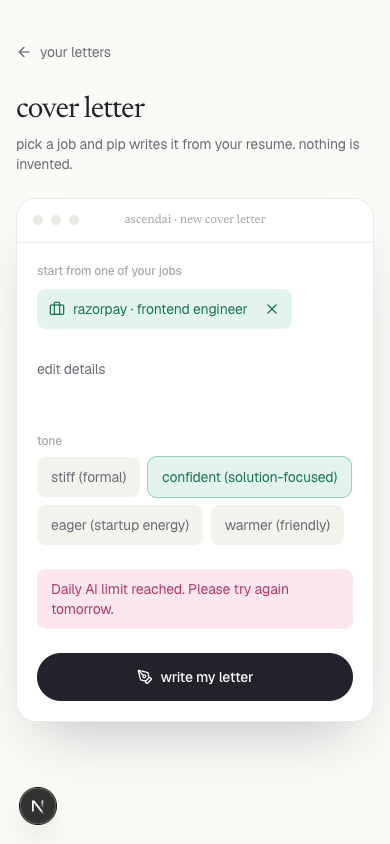 your letters
cover letter
pick a job and pip writes it from your resume. nothing is
invented.
ascendai · new cover letter
start from one of your jobs
razorpay · frontend engineer
edit details
tone
stiff (formal)
confident (solution-focused)
eager (startup energy)
warmer (friendly)
Daily AI limit reached. Please try again
tomorrow.
write my letter
N